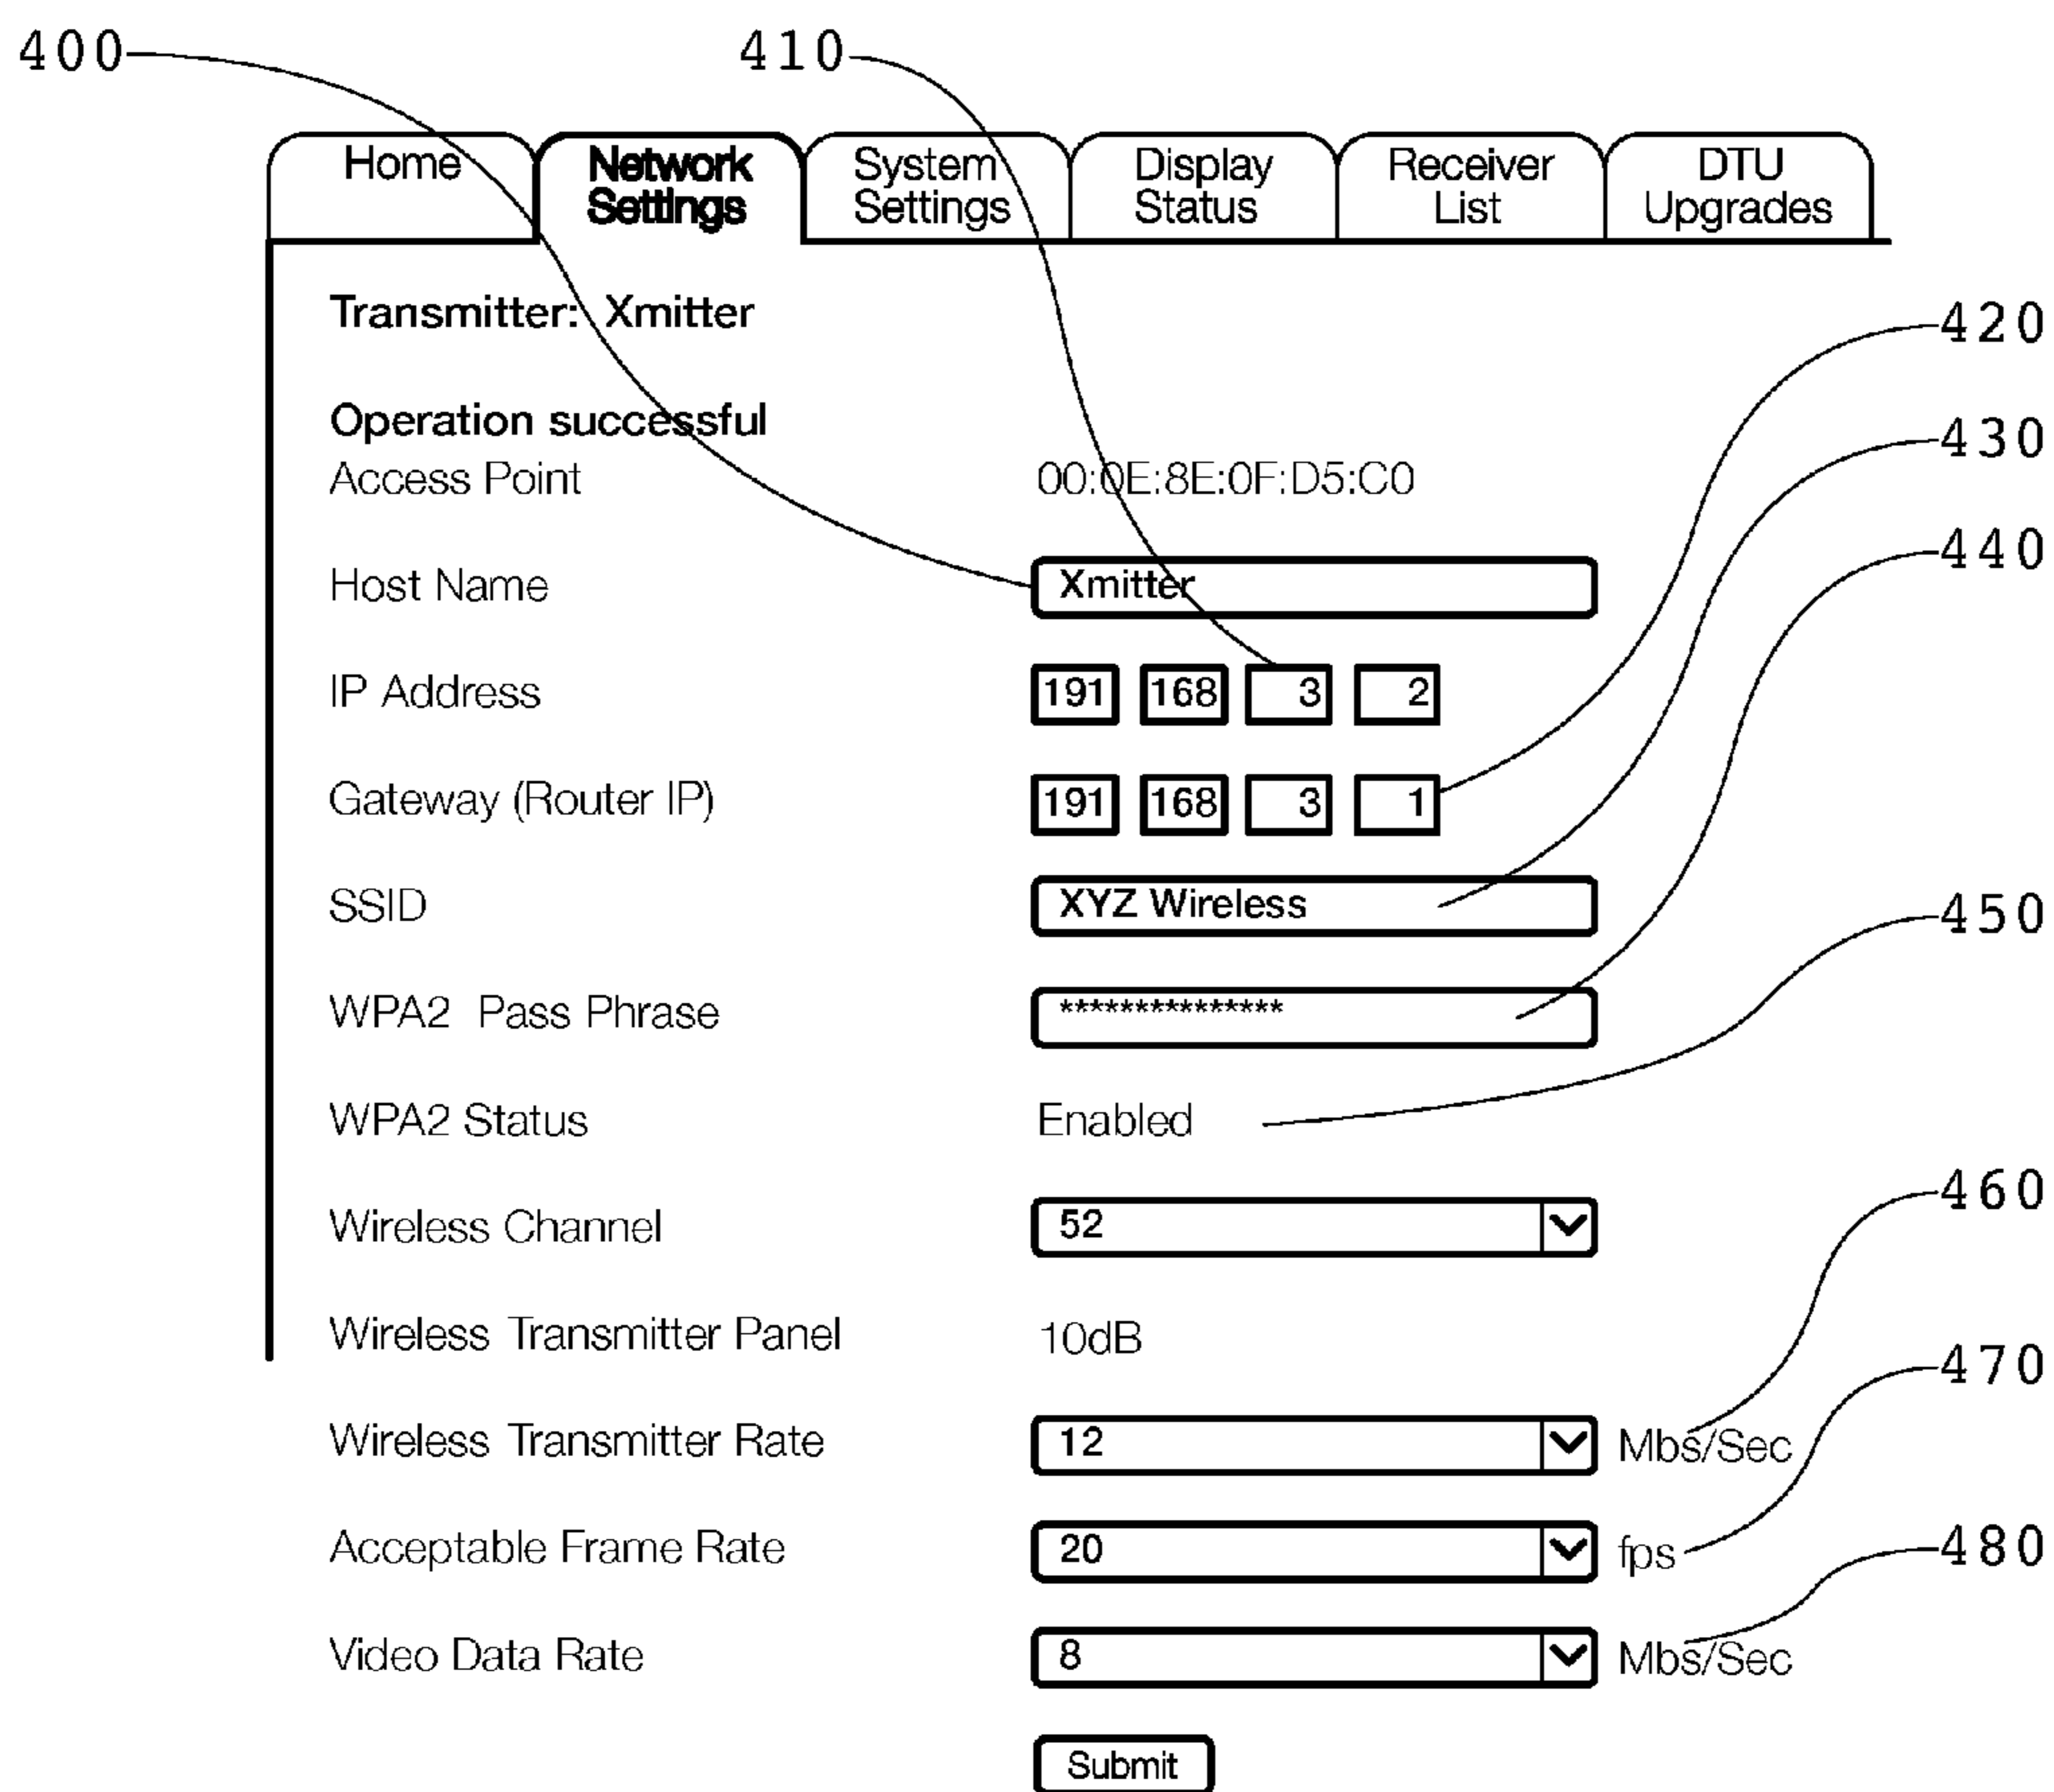 400
410
Home
Network Settings
System Settings
Display Status
Receiver List
DTU Upgrades
Transmitter: Xmitter
420
Operation successful
430
Access Point 00:0E:8E:0F:D5:C0
440
Host Name Xmitter
IP Address 191 168 3 2
Gateway (Router IP) 191 168 3 1
SSID XYZ Wireless
450
WPA2 Pass Phrase ***************
WPA2 Status Enabled
460
Wireless Channel 52
Wireless Transmitter Panel 10dB
470
Wireless Transmitter Rate 12 Mbs/Sec
Acceptable Frame Rate 20 fps
480
Video Data Rate 8 Mbs/Sec
Submit